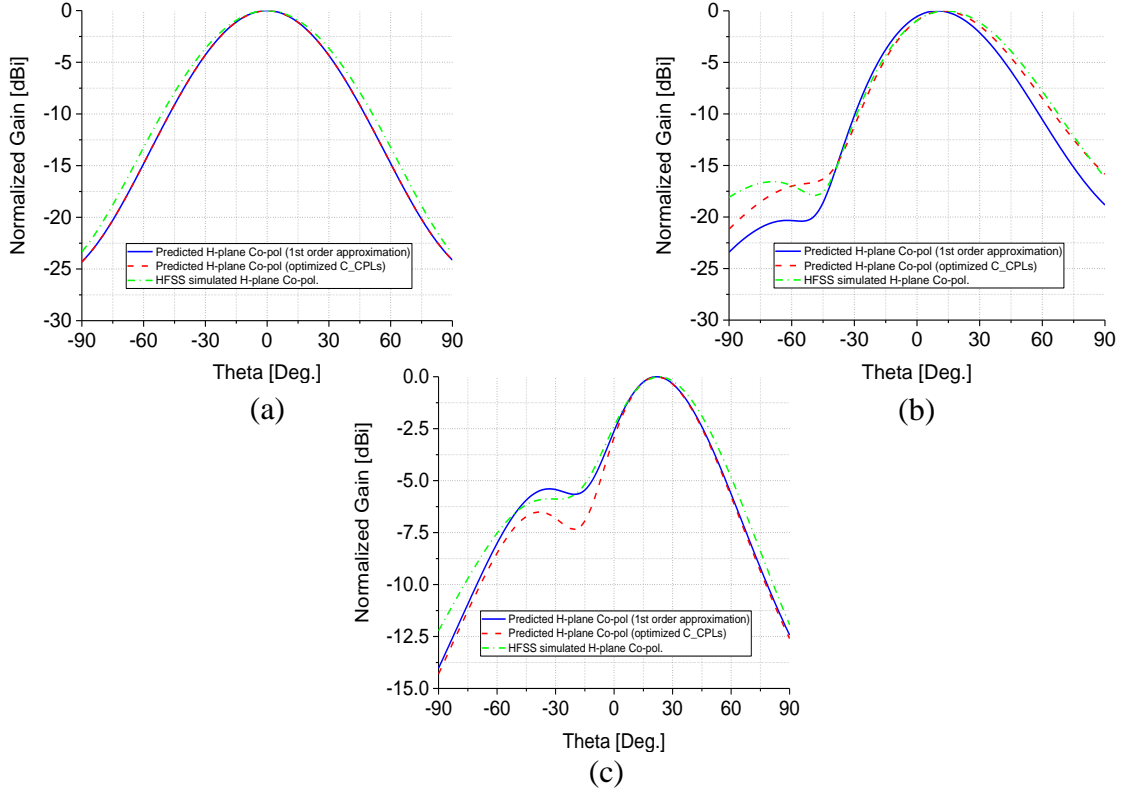 Normalized Gain [dBi]
0
-5
-10
-15
-20
-25
-30
Predicted H-plane Co-pol (1st order approximation)
Predicted H-plane Co-pol (optimized C_CPLs)
HFSS simulated H-plane Co-pol.
-90 -60 -30 0 30 60 90
Theta [Deg.]
(a)
Normalized Gain [dBi]
0
-5
-10
-15
-20
-25
-30
Predicted H-plane Co-pol (1st order approximation)
Predicted H-plane Co-pol (optimized C_CPLs)
HFSS simulated H-plane Co-pol.
-90 -60 -30 0 30 60 90
Theta [Deg.]
(b)
Normalized Gain [dBi]
0.0
-2.5
-5.0
-7.5
-10.0
-12.5
-15.0
Predicted H-plane Co-pol (1st order approximation)
Predicted H-plane Co-pol (optimized C_CPLs)
HFSS simulated H-plane Co-pol.
-90 -60 -30 0 30 60 90
Theta [Deg.]
(c)